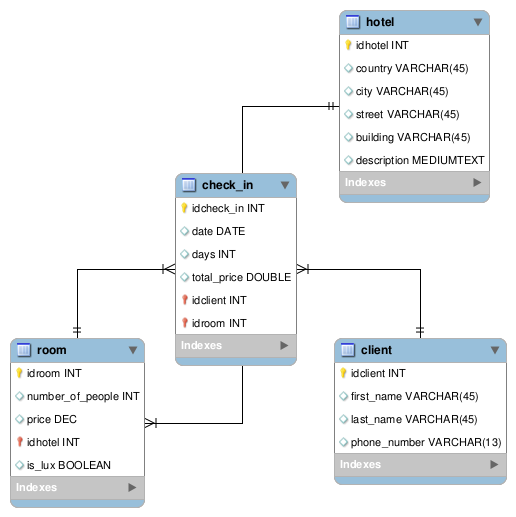 hotel
idhotel INT
country VARCHAR(45)
city VARCHAR(45)
street VARCHAR(45)
building VARCHAR(45)
description MEDIUMTEXT
Indexes
check_in
idcheck_in INT
date DATE
days INT
total_price DOUBLE
idclient INT
idroom INT
Indexes
room
idroom INT
number_of_people INT
price DEC
idhotel INT
is_lux BOOLEAN
Indexes
client
idclient INT
first_name VARCHAR(45)
last_name VARCHAR(45)
phone_number VARCHAR(13)
Indexes